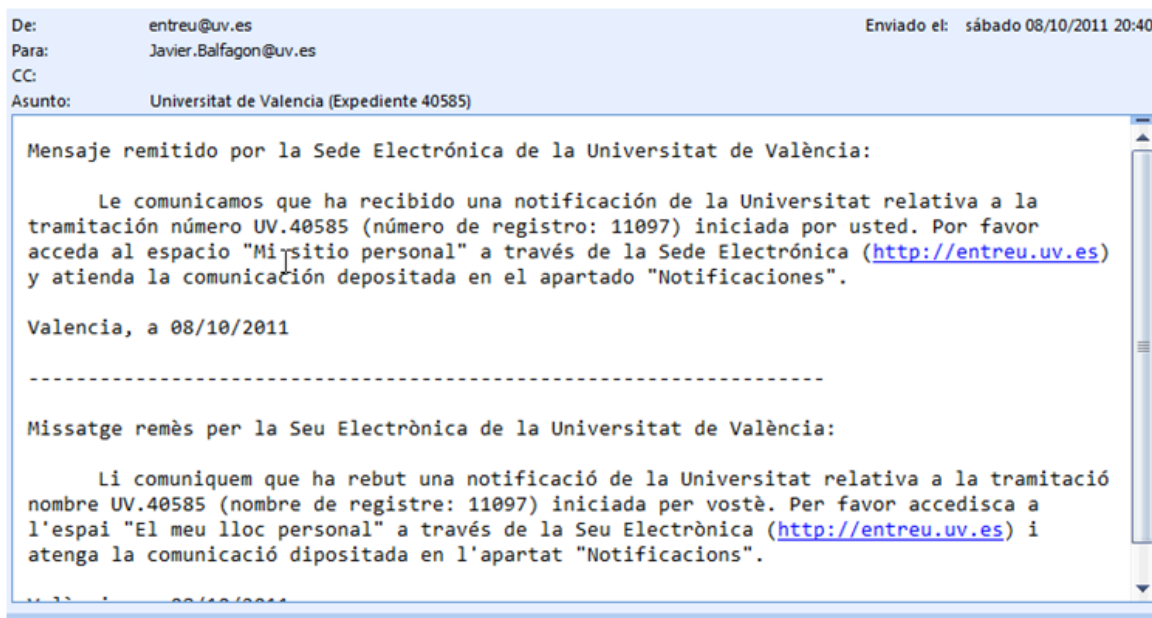 De: entreu@uv.es Enviado el: sábado 08/10/2011 20:40
Para: Javier.Balfagon@uv.es
CC:
Asunto: Universitat de Valencia (Expediente 40585)
Mensaje remitido por la Sede Electrónica de la Universitat de València:
Le comunicamos que ha recibido una notificación de la Universitat relativa a la
tramitación número UV.40585 (número de registro: 11097) iniciada por usted. Por favor
acceda al espacio "Mi sitio personal" a través de la Sede Electrónica (http://entreu.uv.es)
y atienda la comunicación depositada en el apartado "Notificaciones".
Valencia, a 08/10/2011
-------------------------------------------------------------------
Missatge remès per la Seu Electrònica de la Universitat de València:
Li comuniquem que ha rebut una notificació de la Universitat relativa a la tramitació
nombre UV.40585 (nombre de registre: 11097) iniciada per vostè. Per favor accedisca a
l'espai "El meu lloc personal" a través de la Seu Electrònica (http://entreu.uv.es) i
atenga la comunicació dipositada en l'apartat "Notificacions".